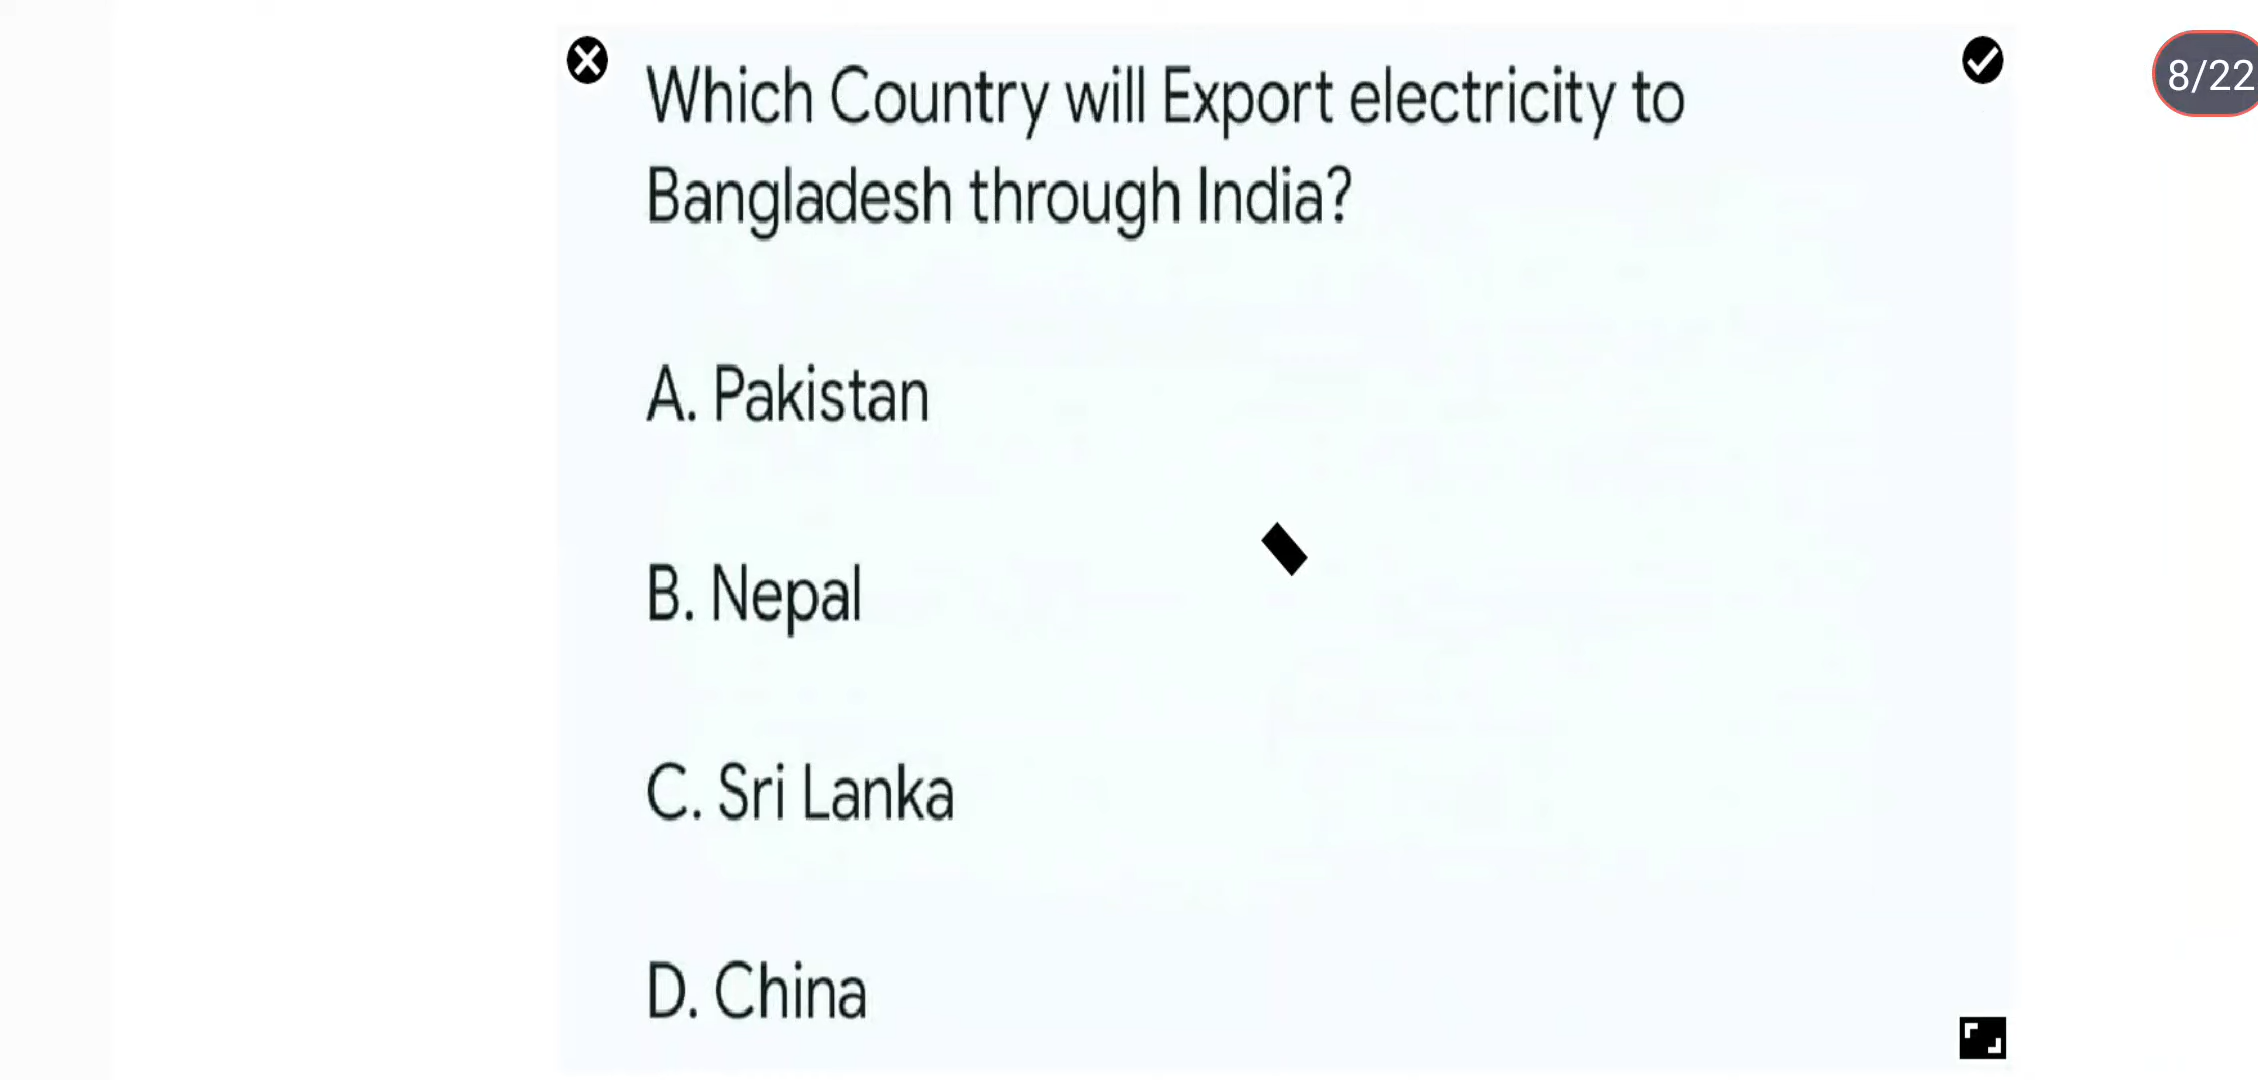 Which Country will Export electricity to
Bangladesh through India?
A. Pakistan
B. Nepal
C. Sri Lanka
D. China
8/22